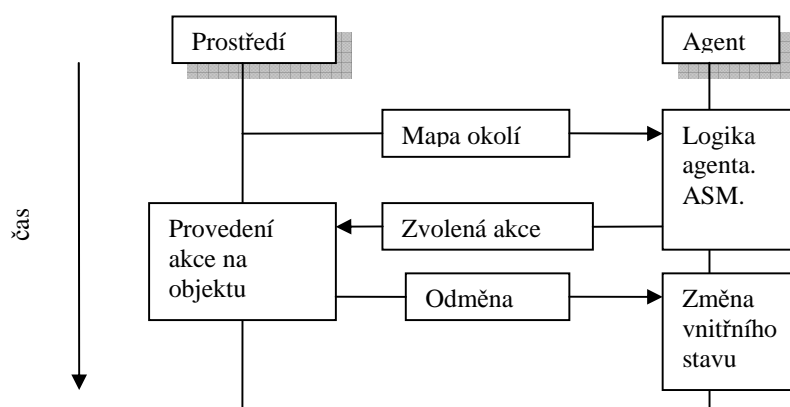 Prostředí
Agent
čas
Mapa okolí
Logika
agenta.
ASM.
Provedení
akce na
objektu
Zvolená akce
Odměna
Změna
vnitřního
stavu